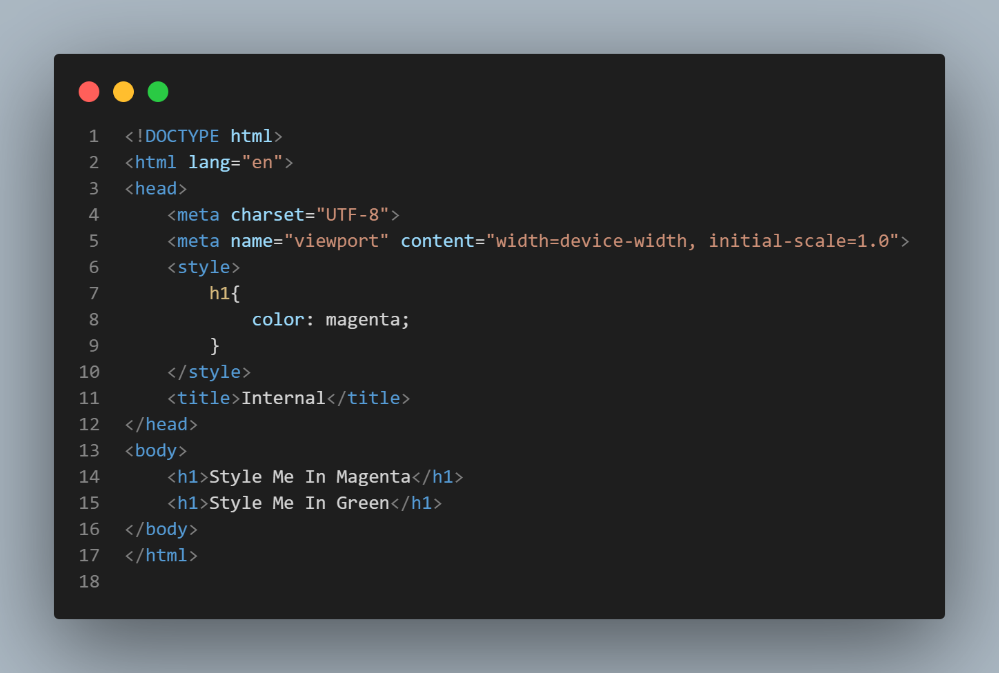 1 <!DOCTYPE html>
2 <html lang="en">
3 <head>
4     <meta charset="UTF-8">
5     <meta name="viewport" content="width=device-width, initial-scale=1.0">
6     <style>
7         h1{
8             color: magenta;
9         }
10     </style>
11     <title>Internal</title>
12 </head>
13 <body>
14     <h1>Style Me In Magenta</h1>
15     <h1>Style Me In Green</h1>
16 </body>
17 </html>
18